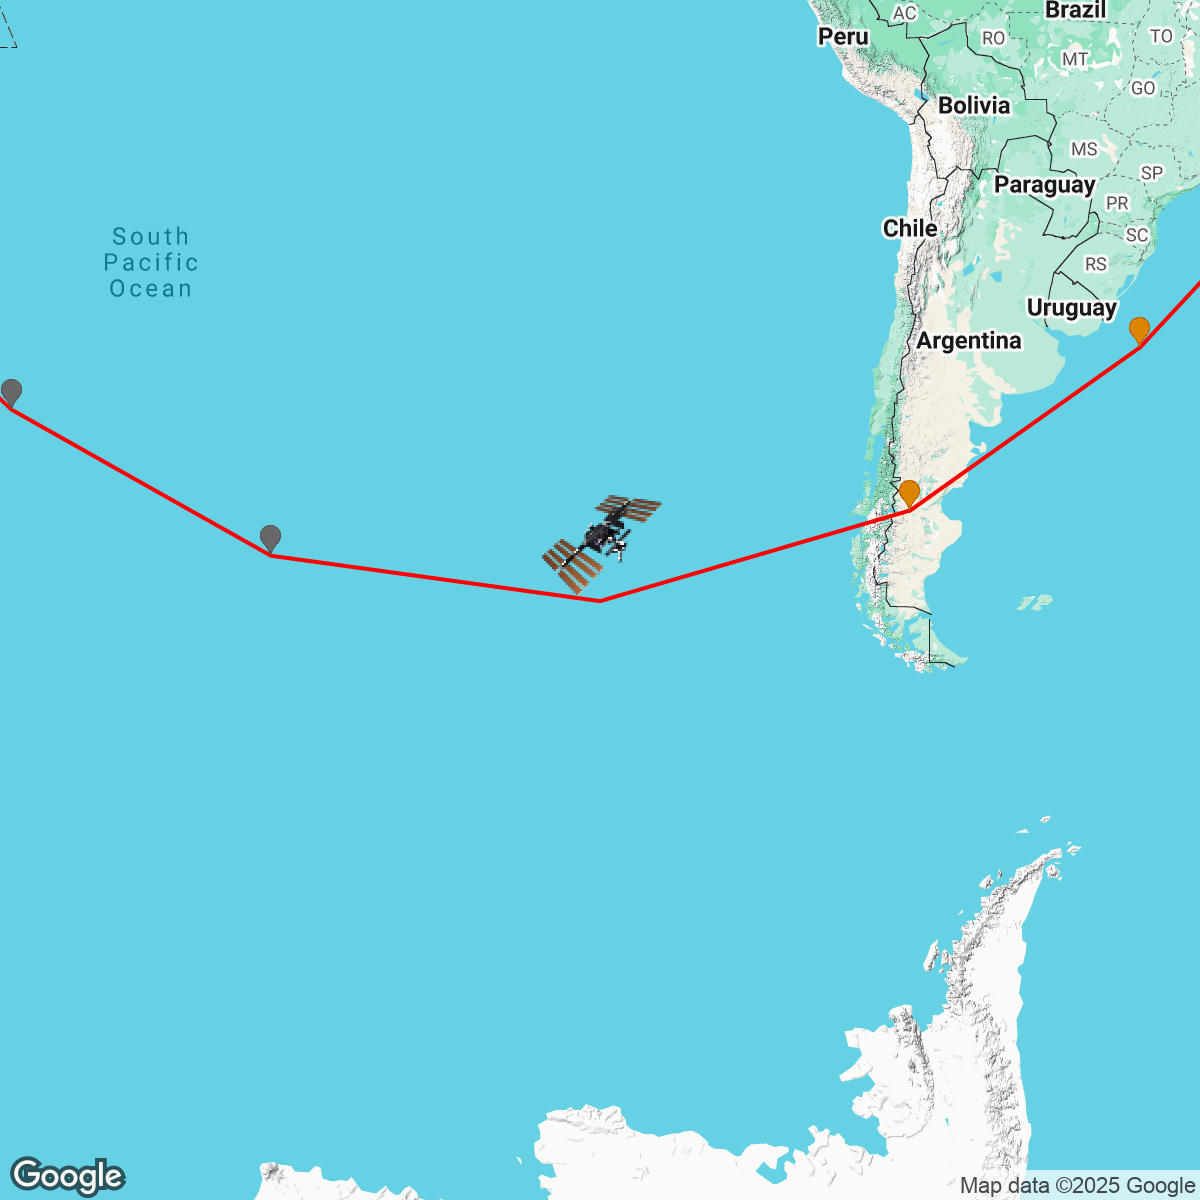 AC
Brazil
Peru
RO
TO
MT
GO
Bolivia
MS
SP
Paraguay
PR
Chile
SC
South
Pacific
Ocean
RS
Uruguay
Argentina
Google
Map data ©2025 Google